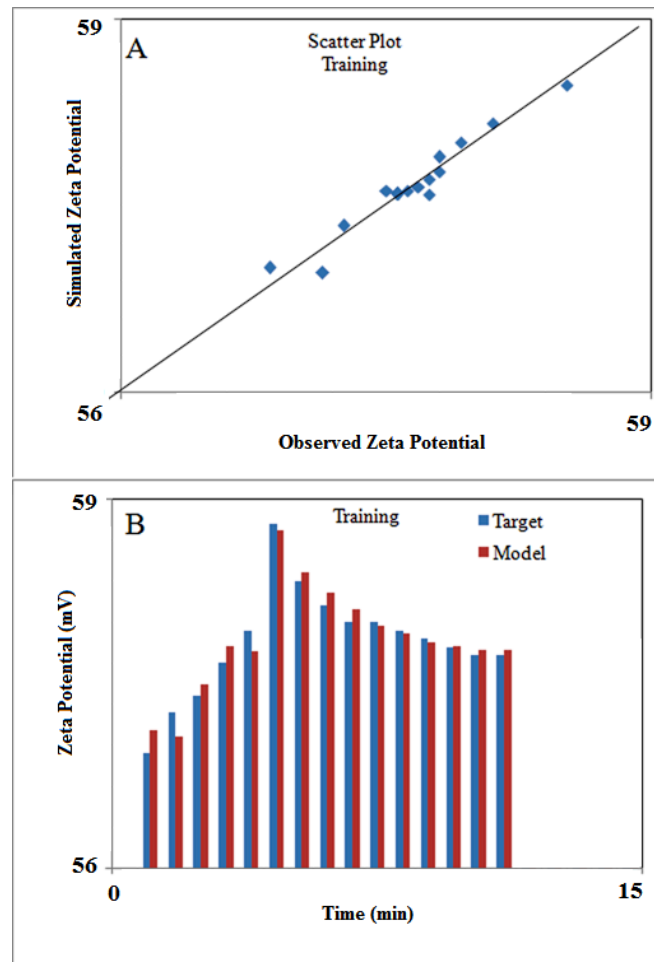 59
A
Scatter Plot
Training
Simulated Zeta Potential
56
59
Observed Zeta Potential
59
B
Training
Target
Model
Zeta Potential (mV)
56
0
15
Time (min)